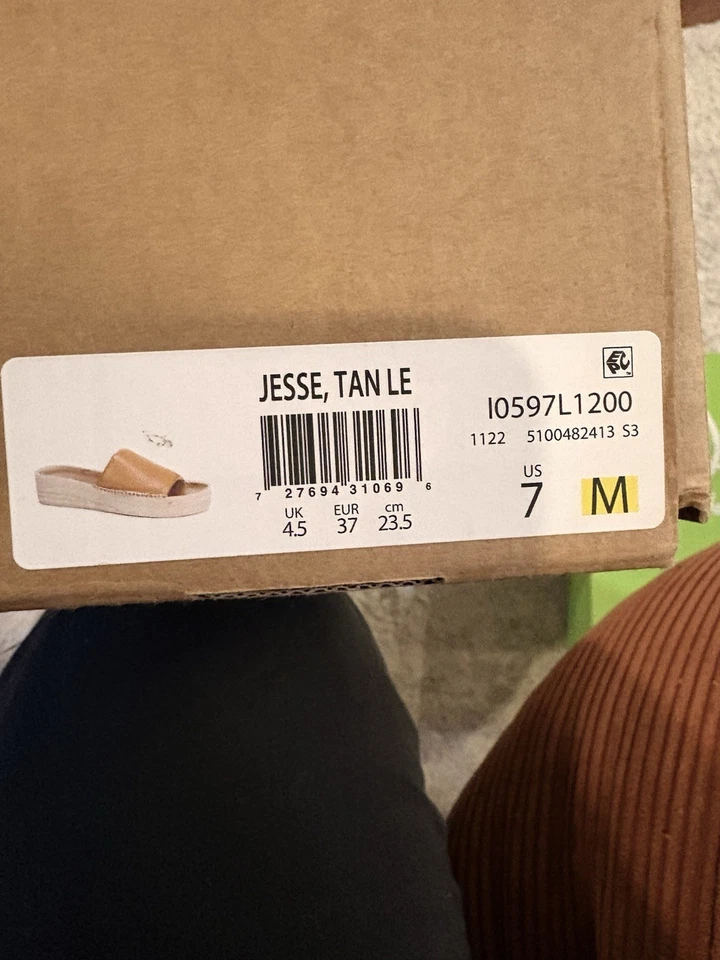 JESSE, TAN LE
EPC
I0597L1200
1122 5100482413 S3
7 27694 31069 6
UK EUR cm
4.5 37 23.5
US
7 M